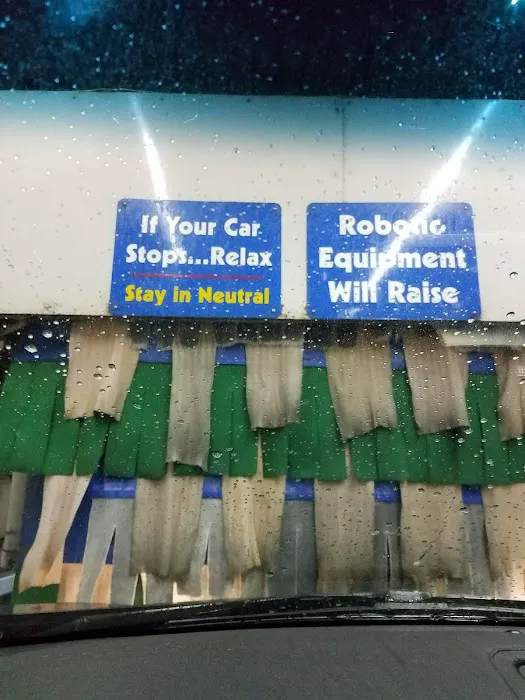 If Your Car
Stops...Relax
Stay in Neutral
Robotic
Equipment
Will Raise